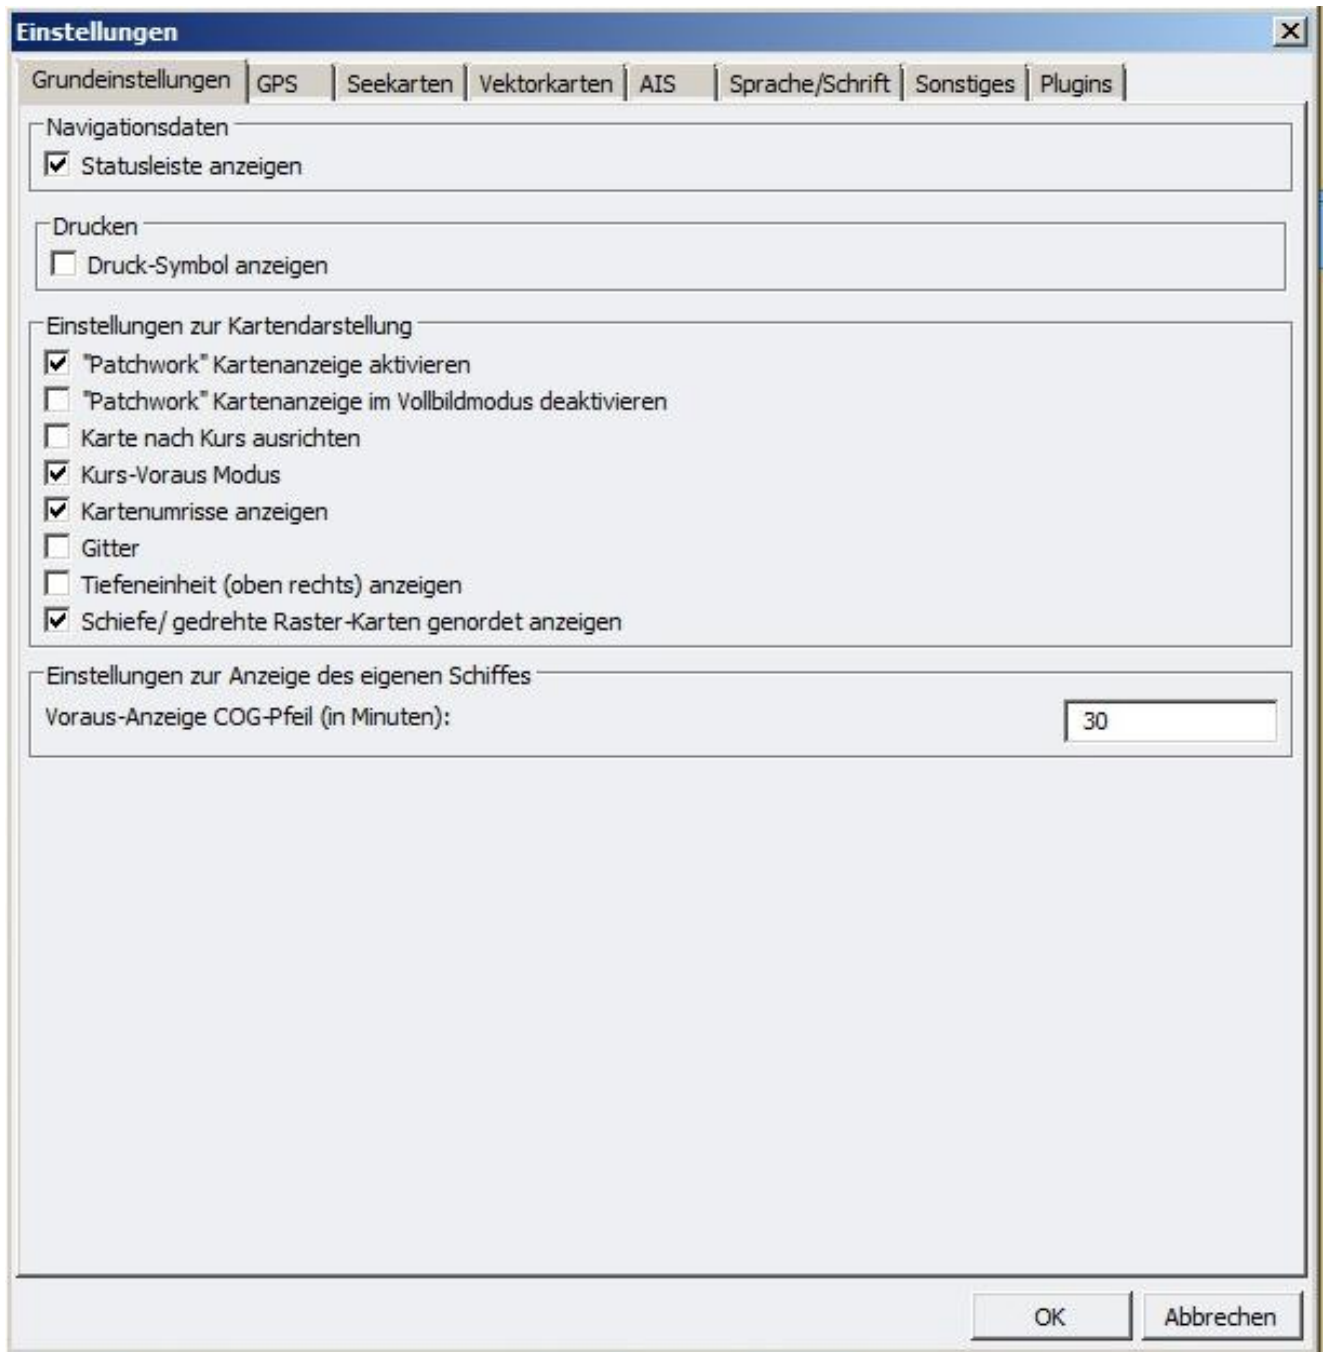 Einstellungen
Grundeinstellungen GPS Seekarten Vektorkarten AIS Sprache/Schrift Sonstiges Plugins
Navigationsdaten
Statusleiste anzeigen
Drucken
Druck-Symbol anzeigen
Einstellungen zur Kartendarstellung
"Patchwork" Kartenanzeige aktivieren
"Patchwork" Kartenanzeige im Vollbildmodus deaktivieren
Karte nach Kurs ausrichten
Kurs-Voraus Modus
Kartenumrisse anzeigen
Gitter
Tiefeneinheit (oben rechts) anzeigen
Schiefe/ gedrehte Raster-Karten genordet anzeigen
Einstellungen zur Anzeige des eigenen Schiffes
Voraus-Anzeige COG-Pfeil (in Minuten): 30
OK Abbrechen